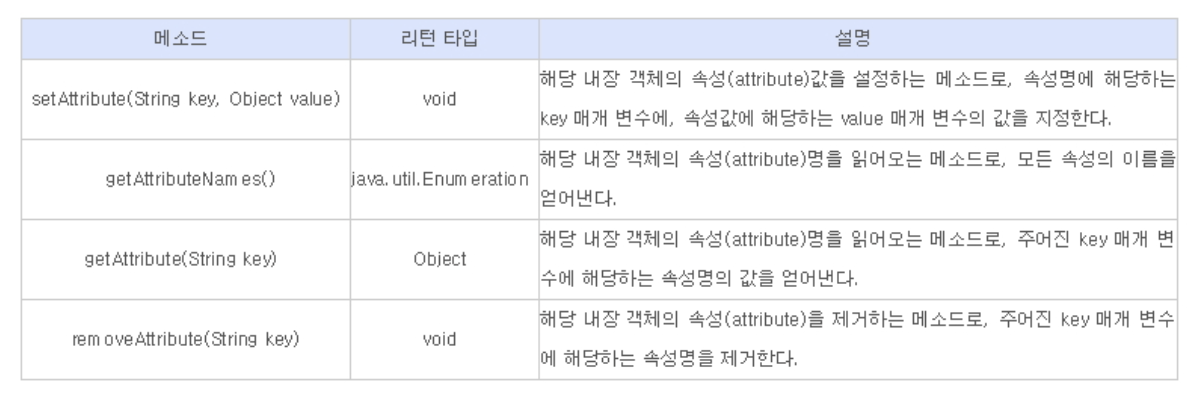 메소드 리턴 타입 설명
setAttribute(String key, Object value) void 해당 내장 객체의 속성(attribute)값을 설정하는 메소드로, 속성명에 해당하는
key 매개 변수에, 속성값에 해당하는 value 매개 변수의 값을 지정한다.
getAttributeNames() java.util.Enumeration 해당 내장 객체의 속성(attribute)명을 읽어오는 메소드로, 모든 속성의 이름을
얻어낸다.
getAttribute(String key) Object 해당 내장 객체의 속성(attribute)명을 읽어오는 메소드로, 주어진 key 매개 변
수에 해당하는 속성명의 값을 얻어낸다.
removeAttribute(String key) void 해당 내장 객체의 속성(attribute)을 제거하는 메소드로, 주어진 key 매개 변수
에 해당하는 속성명을 제거한다.